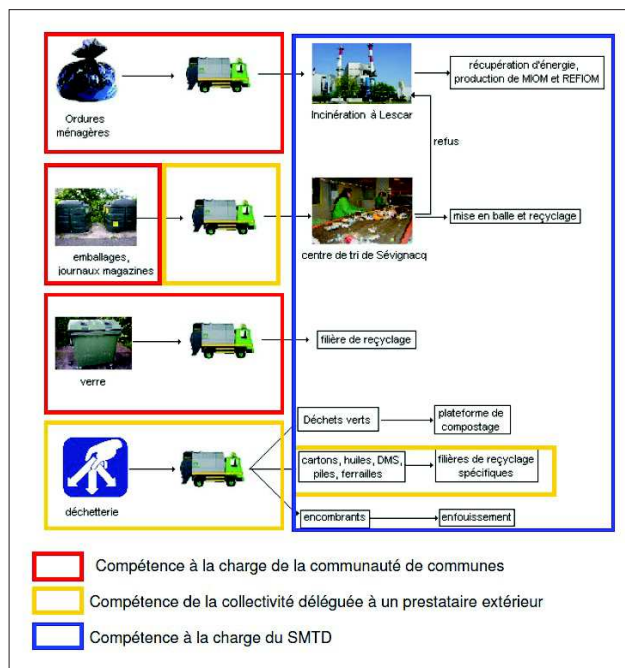 Ordures
ménagères
Incinération à Lescar
récupération d'énergie,
production de MIOM et REFIOM
refus
emballages,
journaux magazines
centre de tri de Sévignacq
mise en balle et recyclage
verre
filière de reçyclage
déchetterie
Déchets verts
plateforme de
compostage
cartons, huiles, DMS,
piles, ferrailles
filières de recyclage
spécifiques
encombrants
enfouissement
Compétence à la charge de la communauté de communes
Compétence de la collectivité déléguée à un prestataire extérieur
Compétence à la charge du SMTD